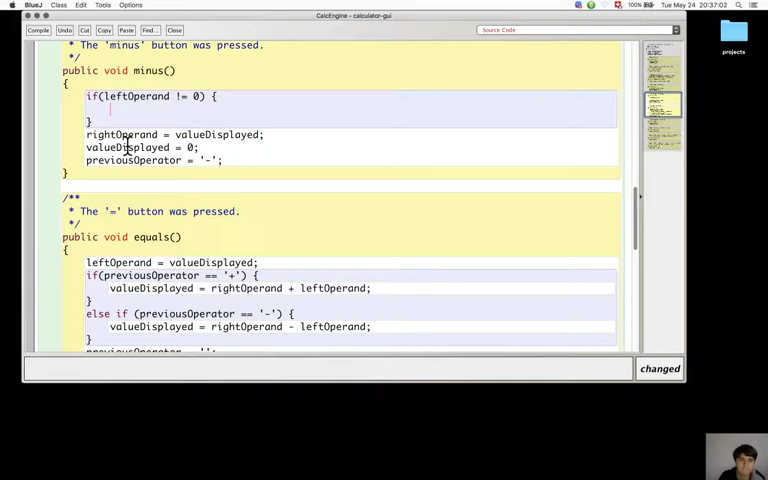 BlueJ Class Edit Tools Options 100% Tue May 24 20:37:02
CalcEngine - calculator-gui
Compile Undo Cut Copy Paste Find... Close Source Code
* The 'minus' button was pressed.
*/
public void minus()
{
if(leftOperand != 0) {
}
rightOperand = valueDisplayed;
valueDisplayed = 0;
previousOperator = '-';
}
/**
* The '=' button was pressed.
*/
public void equals()
{
leftOperand = valueDisplayed;
if(previousOperator == '+') {
valueDisplayed = rightOperand + leftOperand;
}
else if (previousOperator == '-') {
valueDisplayed = rightOperand - leftOperand;
}
changed
projects